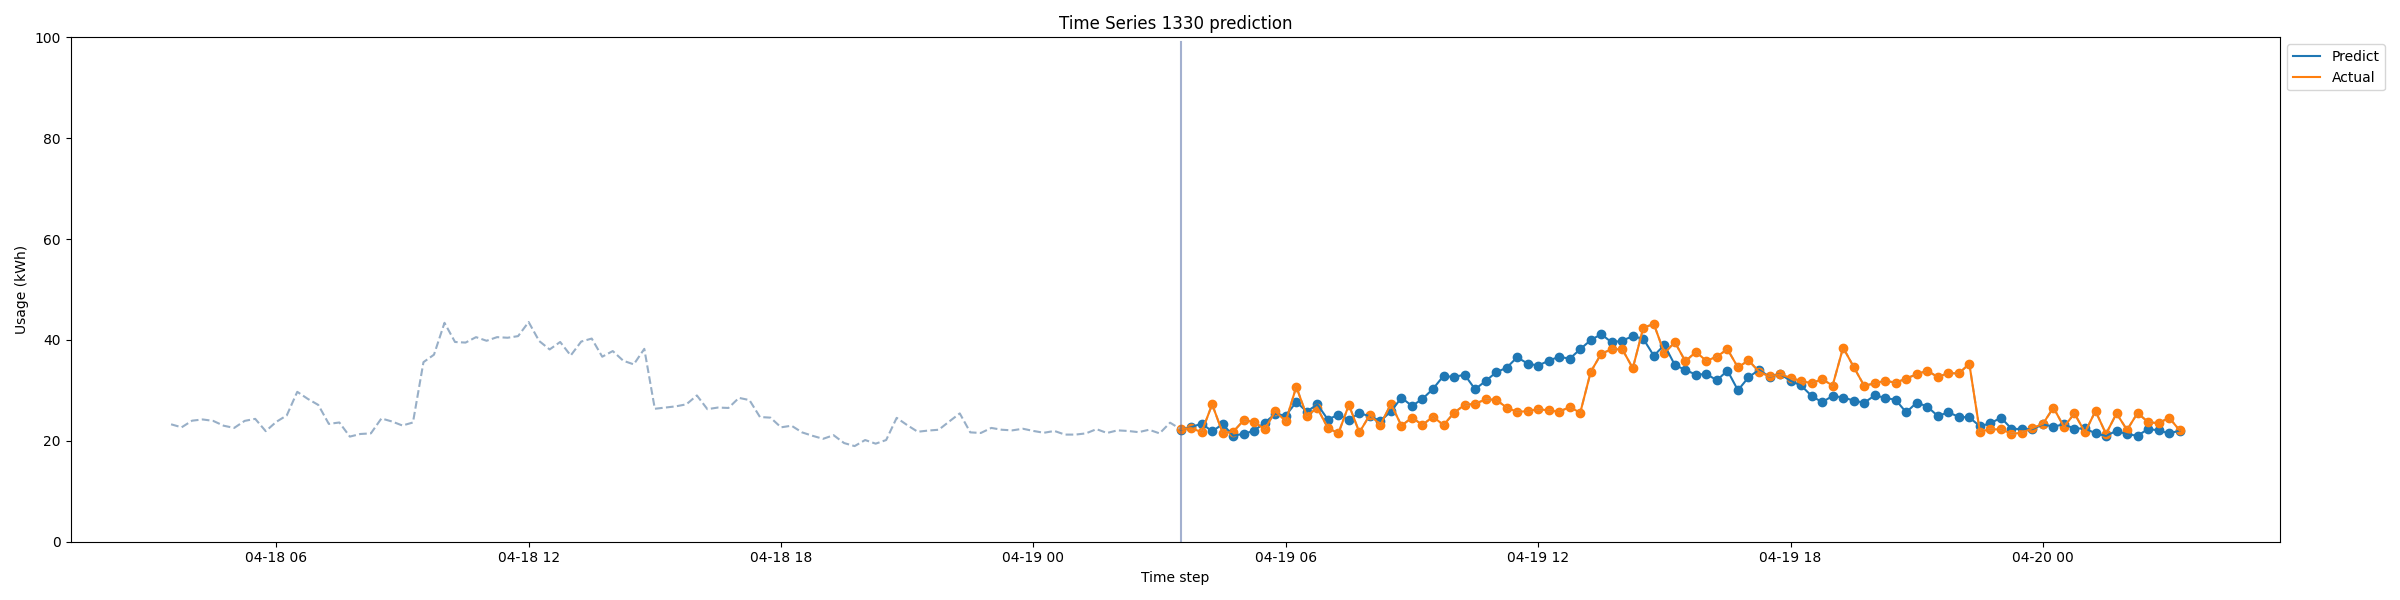 Time Series 1330 prediction
Usage (kWh)
100
80
60
40
20
0
Predict
Actual
04-18 06
04-18 12
04-18 18
04-19 00
04-19 06
04-19 12
04-19 18
04-20 00
Time step